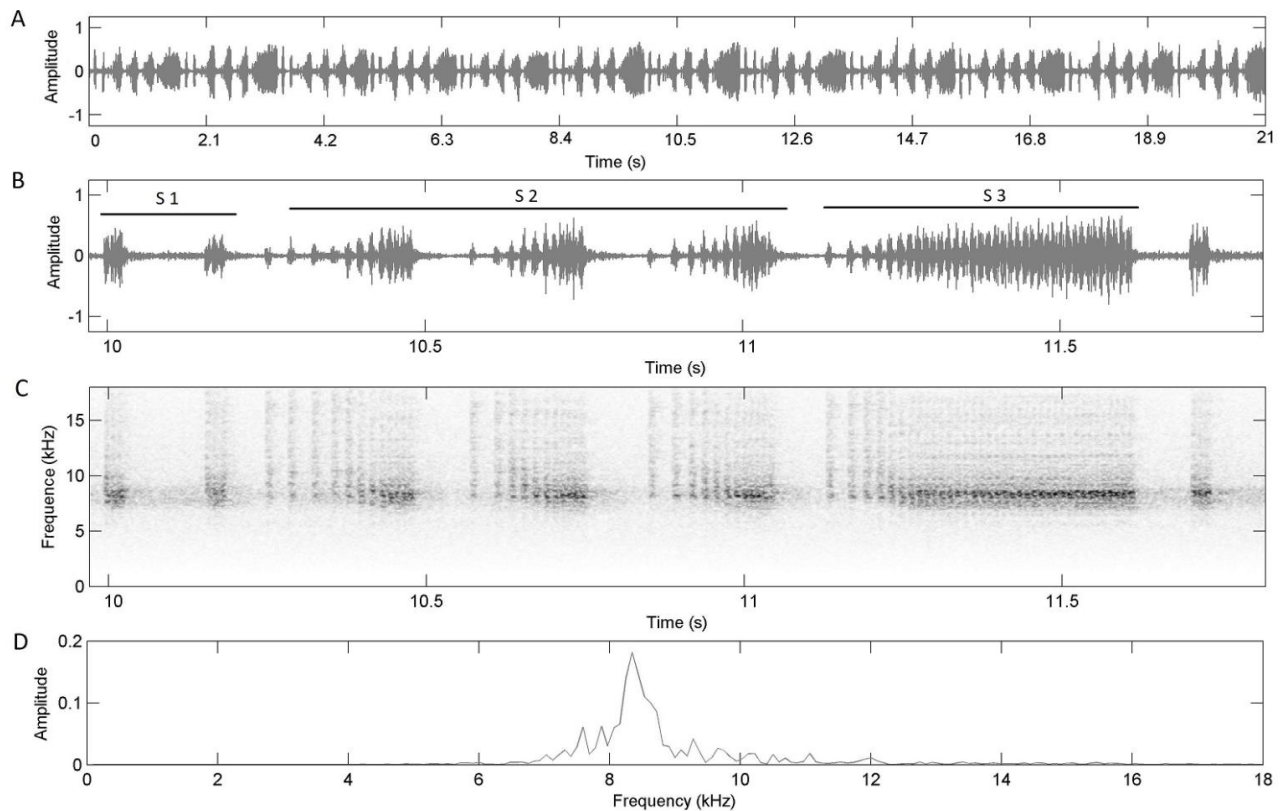 A
Amplitude
1
0
-1
0 2.1 4.2 6.3 8.4 10.5 12.6 14.7 16.8 18.9 21
Time (s)
B
S 1 S 2 S 3
Amplitude
1
0
-1
10 10.5 11 11.5
Time (s)
C
Frequence (kHz)
15
10
5
0
10 10.5 11 11.5
Time (s)
D
Amplitude
0.2
0.1
0
0 2 4 6 8 10 12 14 16 18
Frequency (kHz)